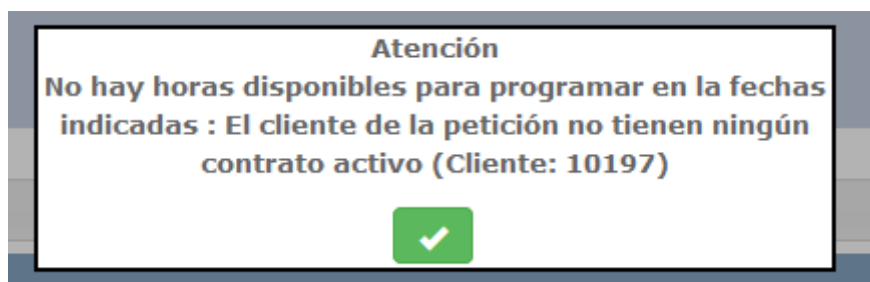 Atención
No hay horas disponibles para programar en la fechas
indicadas : El cliente de la petición no tienen ningún
contrato activo (Cliente: 10197)